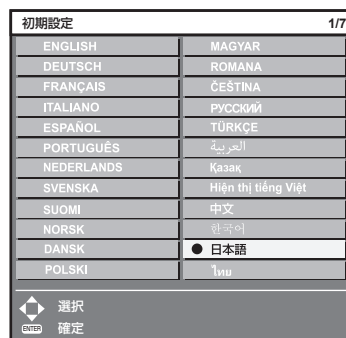 初期設定 1/7
ENGLISH
DEUTSCH
FRANÇAIS
ITALIANO
ESPAÑOL
PORTUGUÊS
NEDERLANDS
SVENSKA
SUOMI
NORSK
DANSK
POLSKI
MAGYAR
ROMANA
ČEŠTINA
РУССКИЙ
TÜRKÇE
العربية
Қазақ
Hiện thị tiếng Việt
中文
한국어
日本語
ไทย
選択
ENTER 確定